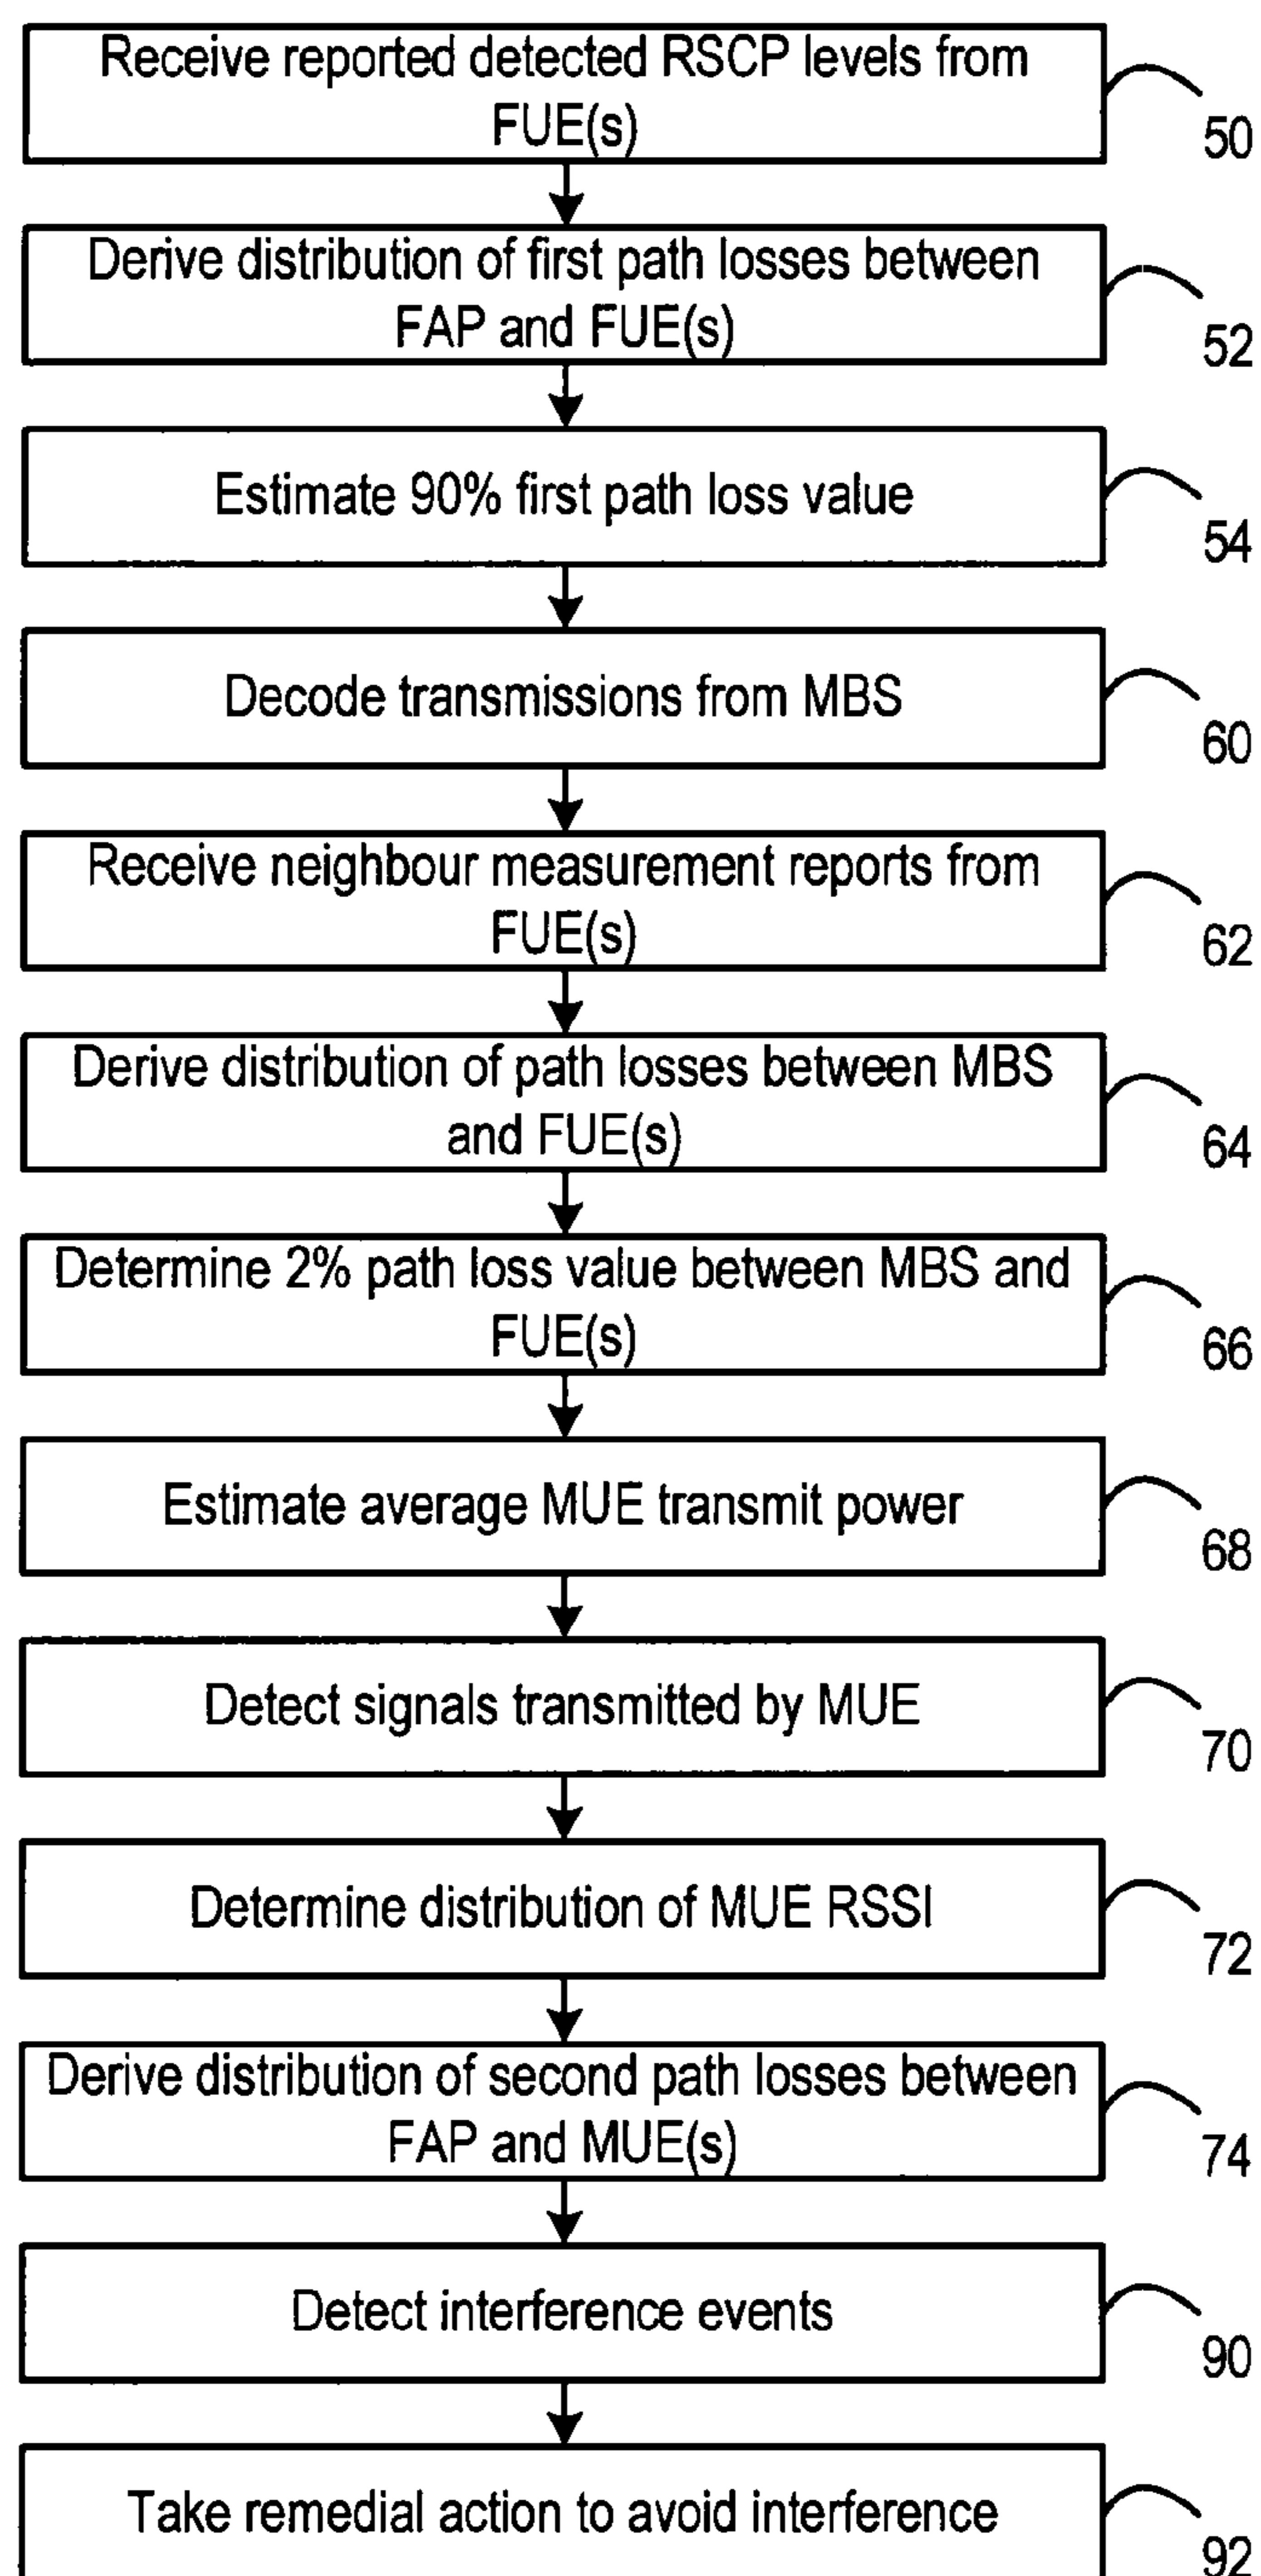 Receive reported detected RSCP levels from
FUE(s)
50
Derive distribution of first path losses between
FAP and FUE(s)
52
Estimate 90% first path loss value
54
Decode transmissions from MBS
60
Receive neighbour measurement reports from
FUE(s)
62
Derive distribution of path losses between MBS
and FUE(s)
64
Determine 2% path loss value between MBS and
FUE(s)
66
Estimate average MUE transmit power
68
Detect signals transmitted by MUE
70
Determine distribution of MUE RSSI
72
Derive distribution of second path losses between
FAP and MUE(s)
74
Detect interference events
90
Take remedial action to avoid interference
92